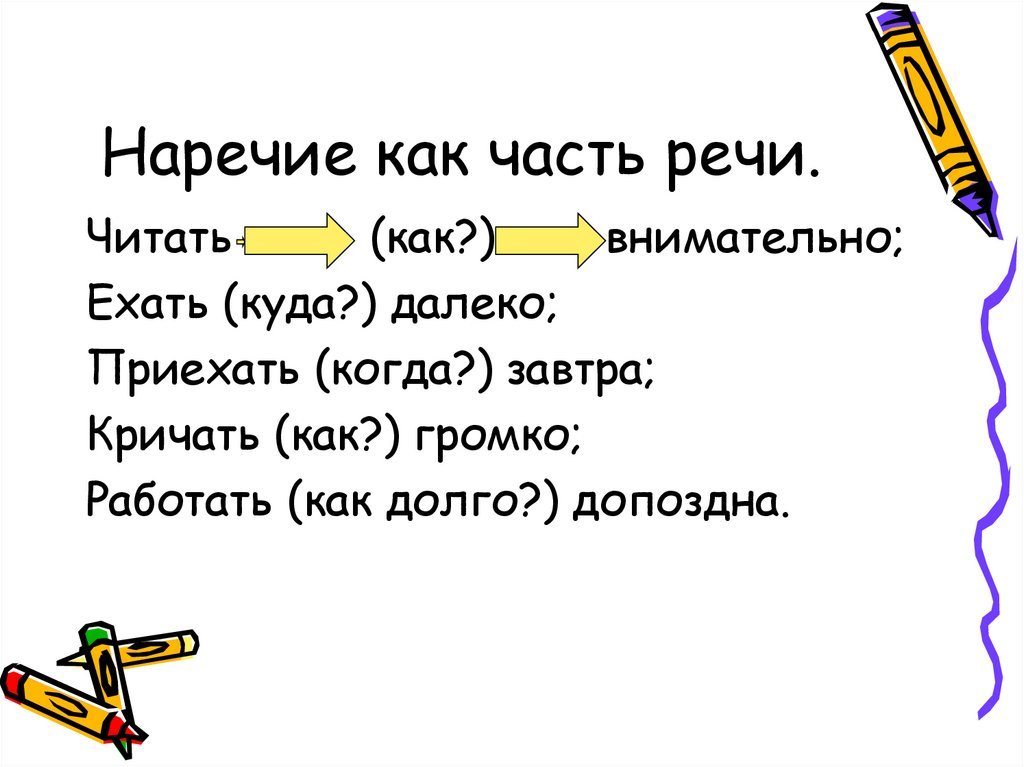 Наречие как часть речи.
Читать (как?) внимательно;
Ехать (куда?) далеко;
Приехать (когда?) завтра;
Кричать (как?) громко;
Работать (как долго?) допоздна.